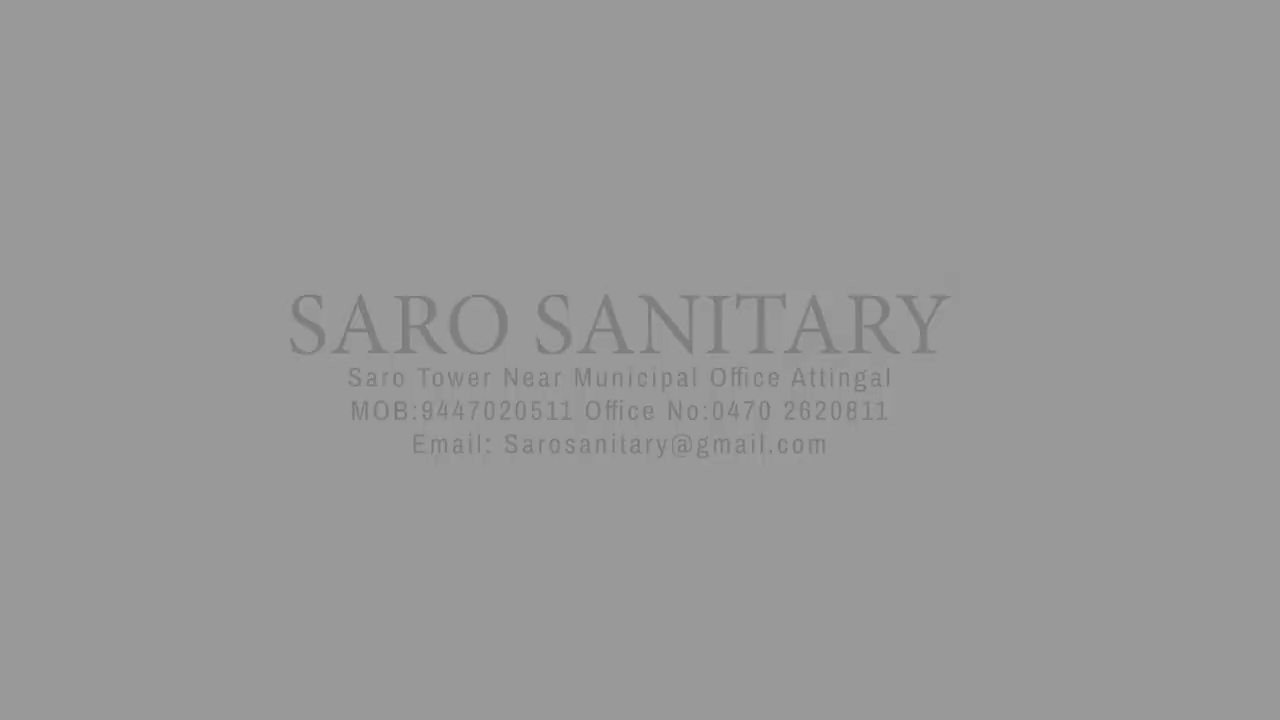 SARO SANITARY
Saro Tower Near Municipal Office Attingal
MOB:9447020511 Office No:0470 2620811
Email: Sarosanitary@gmail.com